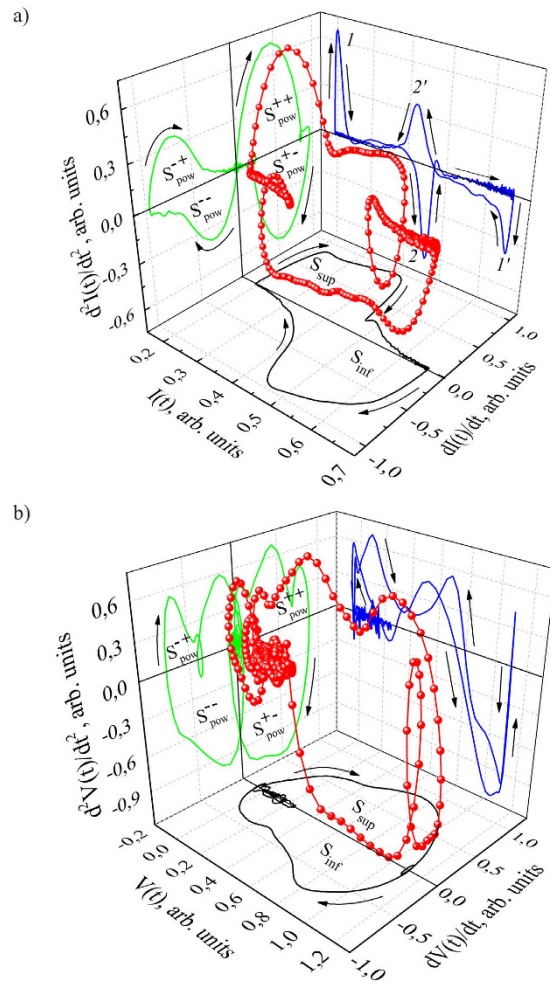 a)
0,6
0,3
0,0
-0,3
-0,6
d²I(t)/dt², arb. units
S⁻⁺pow
S⁻⁻pow
S⁺⁺pow
S⁺⁻pow
1
2'
2
1'
S sup
S inf
0,2
0,3
0,4
0,5
0,6
0,7
I(t), arb. units
-1,0
-0,5
0,0
0,5
1,0
dI(t)/dt, arb. units
b)
0,6
0,3
0,0
-0,3
-0,6
-0,9
d²V(t)/dt², arb. units
S⁻⁺pow
S⁻⁻pow
S⁺⁺pow
S⁺⁻pow
S sup
S inf
-0,2
0,0
0,2
0,4
0,6
0,8
1,0
1,2
V(t), arb. units
-1,0
-0,5
0,0
0,5
1,0
dV(t)/dt, arb. units